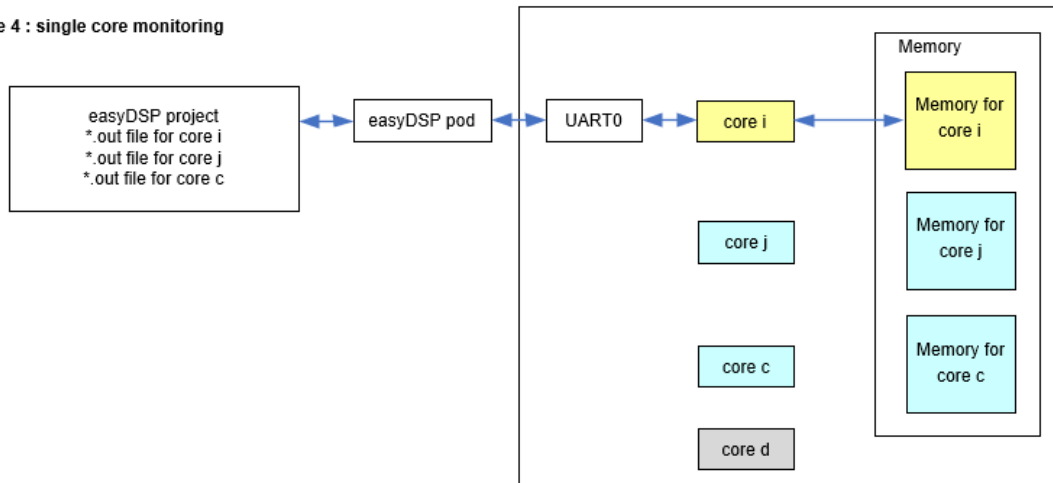 e 4 : single core monitoring
Memory
easyDSP project
*.out file for core i
*.out file for core j
*.out file for core c
easyDSP pod
UART0
core i
Memory for
core i
core j
Memory for
core j
core c
Memory for
core c
core d